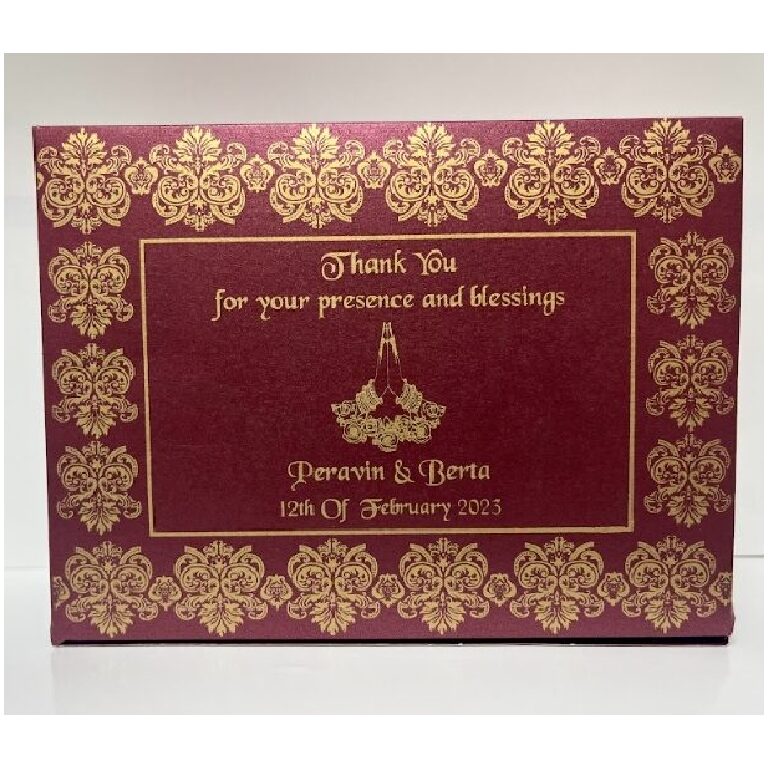 Thank You
for your presence and blessings
Peravin & Berta
12th Of February 2023